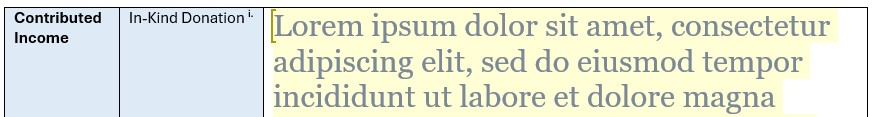 Contributed
Income
In-Kind Donation i.
Lorem ipsum dolor sit amet, consectetur
adipiscing elit, sed do eiusmod tempor
incididunt ut labore et dolore magna